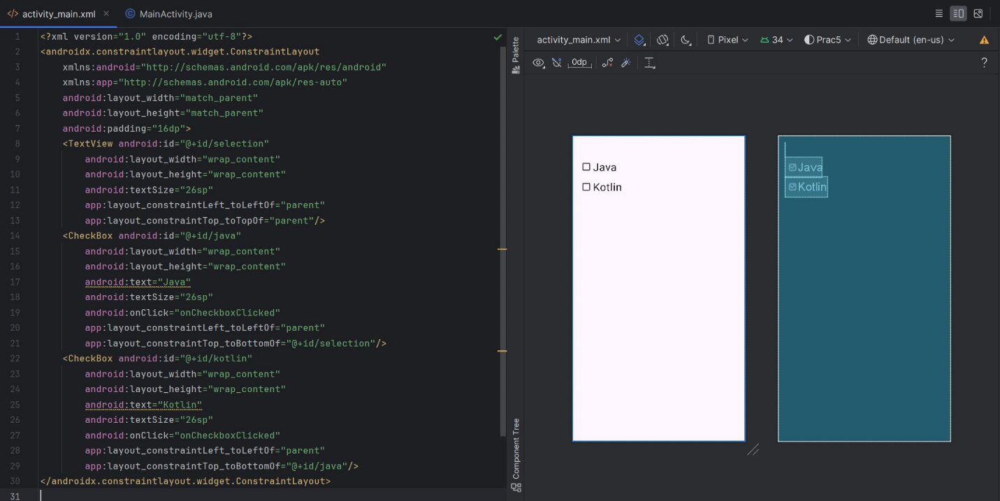 activity_main.xml
MainActivity.java
1 <?xml version="1.0" encoding="utf-8"?>
2 <androidx.constraintlayout.widget.ConstraintLayout
3 xmlns:android="http://schemas.android.com/apk/res/android"
4 xmlns:app="http://schemas.android.com/apk/res-auto"
5 android:layout_width="match_parent"
6 android:layout_height="match_parent"
7 android:padding="16dp">
8 <TextView android:id="@+id/selection"
9 android:layout_width="wrap_content"
10 android:layout_height="wrap_content"
11 android:textSize="26sp"
12 app:layout_constraintLeft_toLeftOf="parent"
13 app:layout_constraintTop_toTopOf="parent"/>
14 <CheckBox android:id="@+id/java"
15 android:layout_width="wrap_content"
16 android:layout_height="wrap_content"
17 android:text="Java"
18 android:textSize="26sp"
19 android:onClick="onCheckboxClicked"
20 app:layout_constraintLeft_toLeftOf="parent"
21 app:layout_constraintTop_toBottomOf="@+id/selection"/>
22 <CheckBox android:id="@+id/kotlin"
23 android:layout_width="wrap_content"
24 android:layout_height="wrap_content"
25 android:text="Kotlin"
26 android:textSize="26sp"
27 android:onClick="onCheckboxClicked"
28 app:layout_constraintLeft_toLeftOf="parent"
29 app:layout_constraintTop_toBottomOf="@+id/java"/>
30 </androidx.constraintlayout.widget.ConstraintLayout>
31
Palette
Component Tree
activity_main.xml Pixel 34 Prac5 Default (en-us)
0dp ?
Java
Kotlin
Java
Kotlin